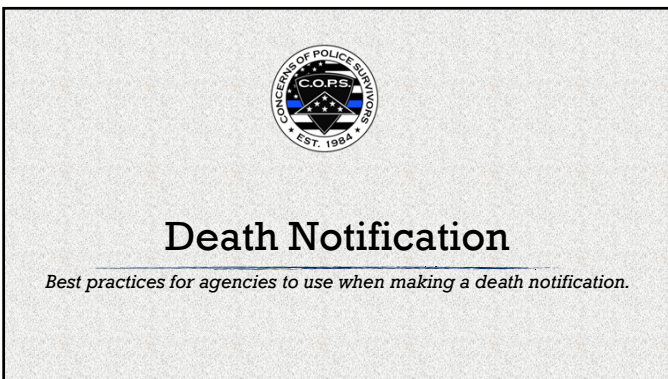 CONCERNS OF POLICE SURVIVORS
C.O.P.S.
★ EST. 1984 ★
Death Notification
Best practices for agencies to use when making a death notification.